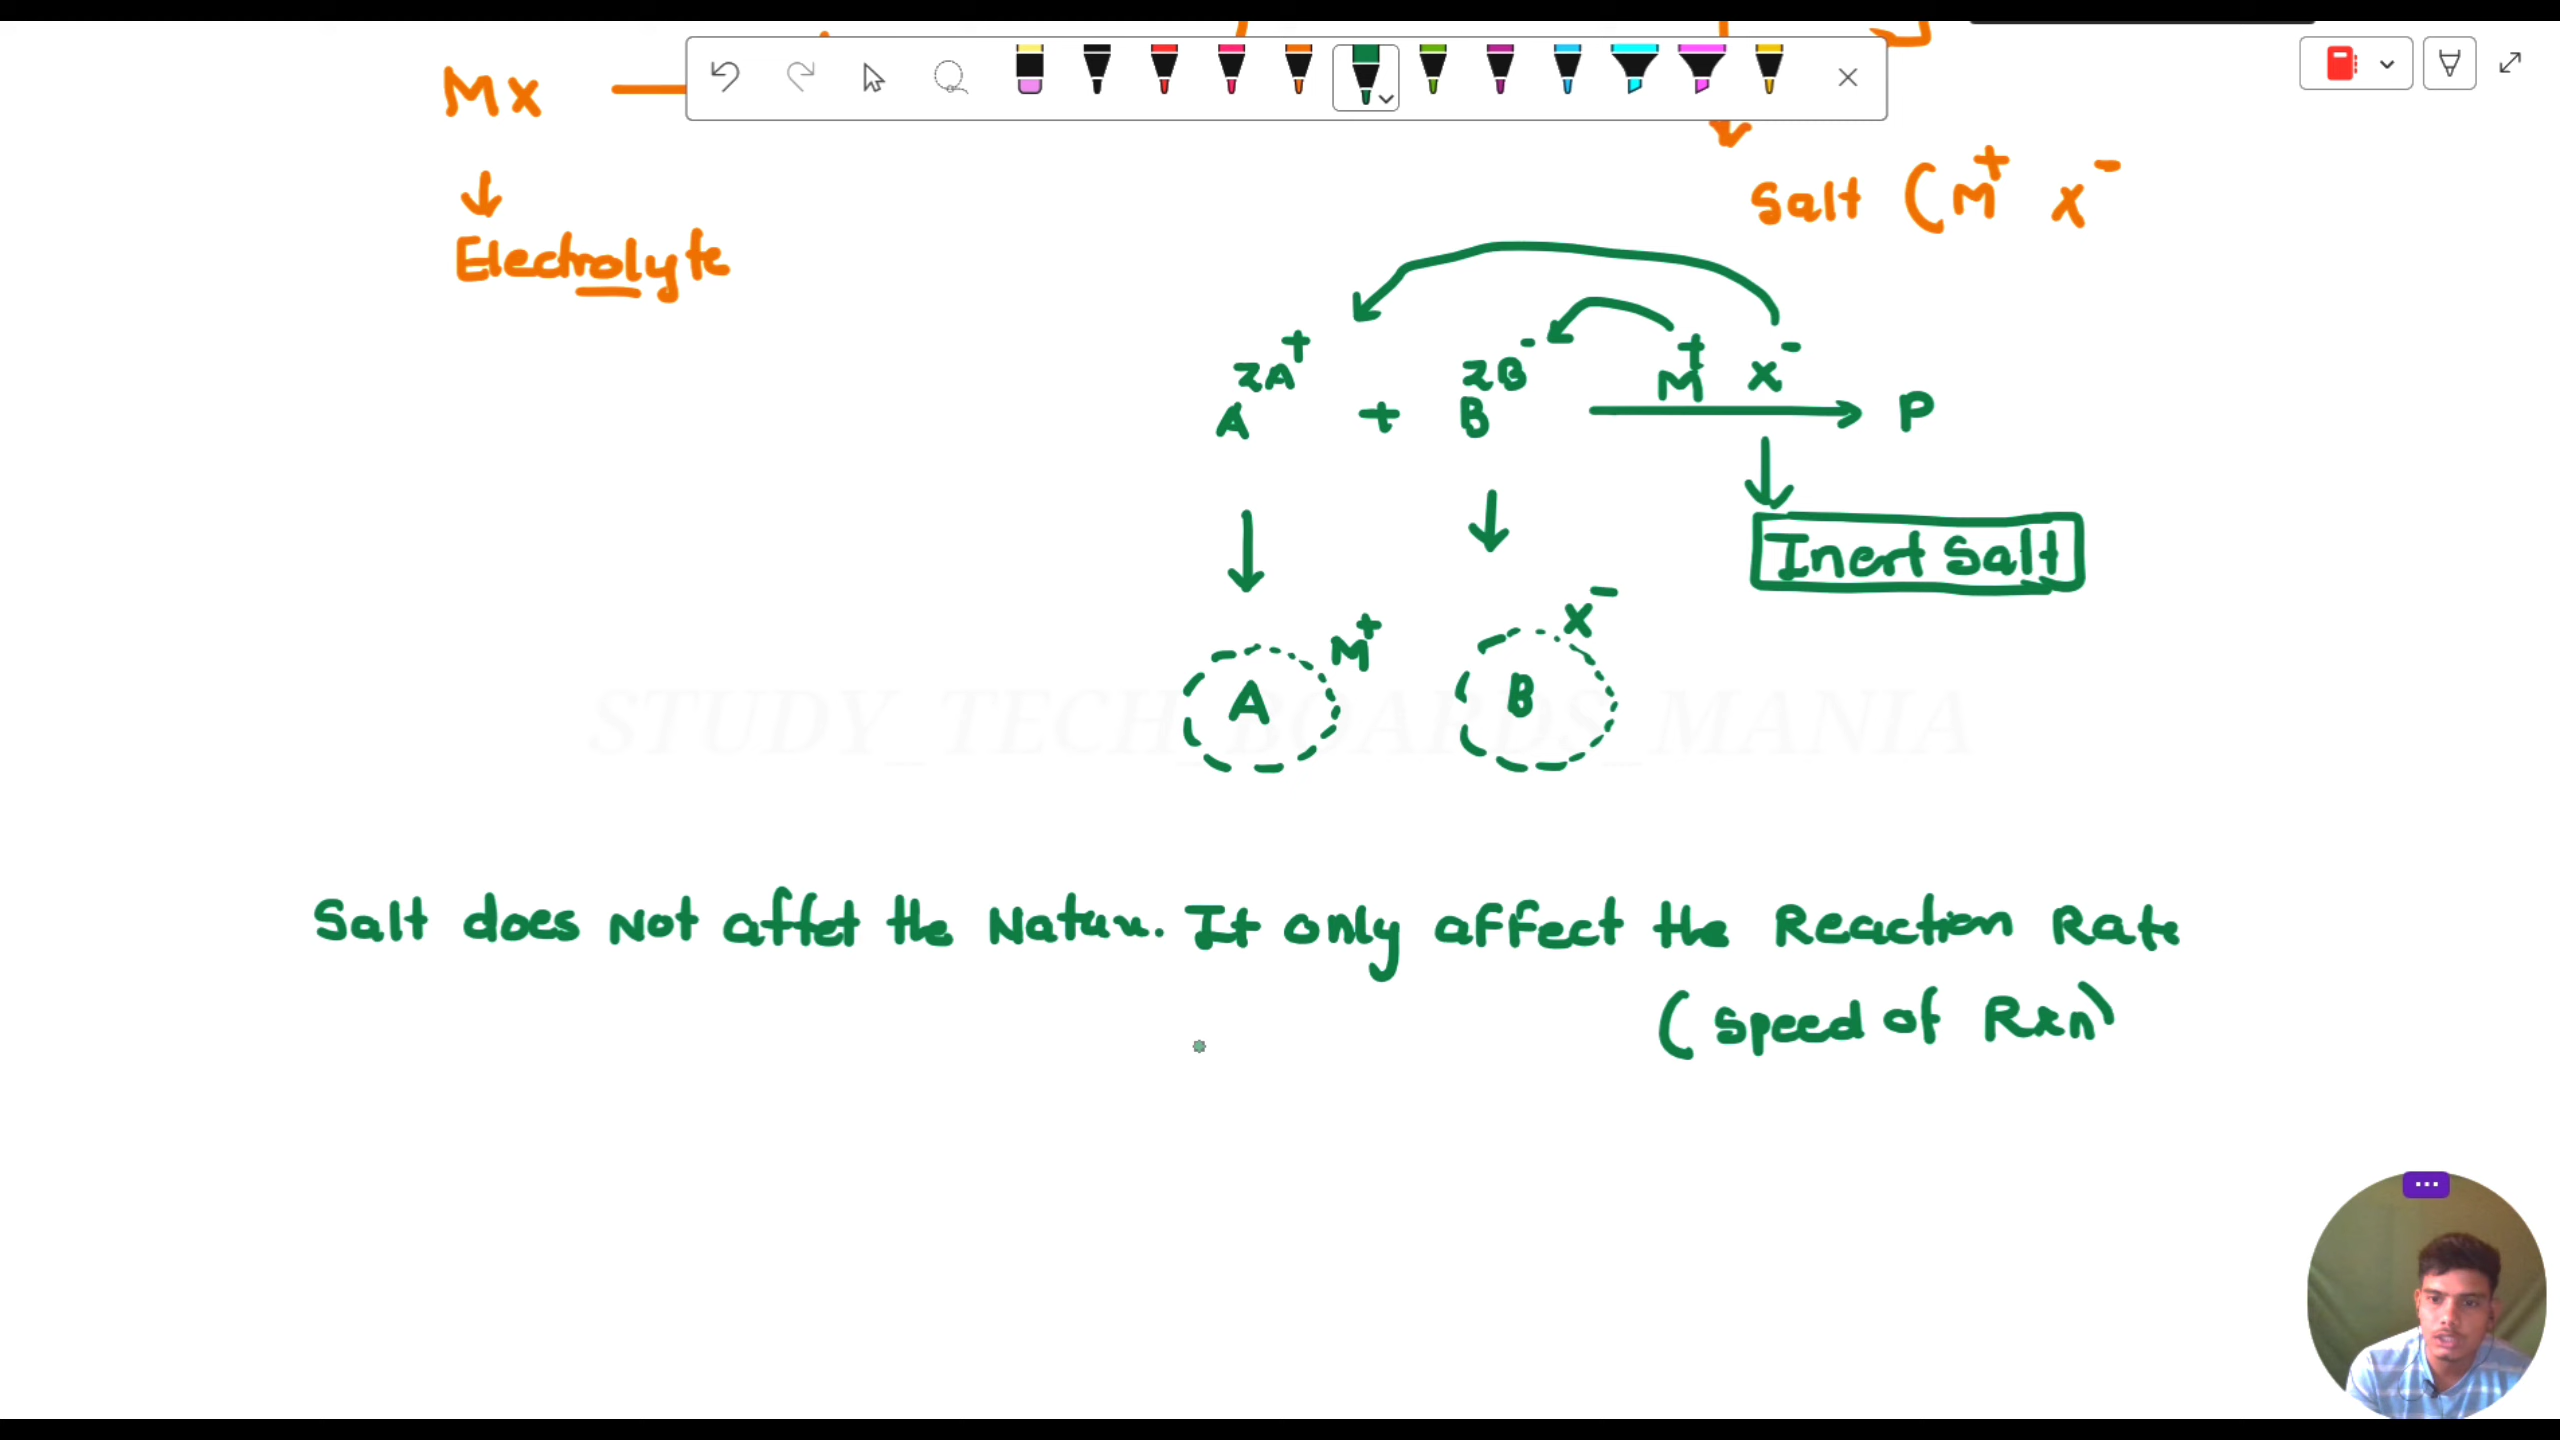 Mx
Salt (M+ x-
Electrolyte
A zA+ + B zB- M+ x- P
Inert Salt
M+ x-
A B
STUDY_TECH_BOARDS_MANIA
Salt does Not affet the Natur. It only affect the Reaction Rate
(speed of Rxn)